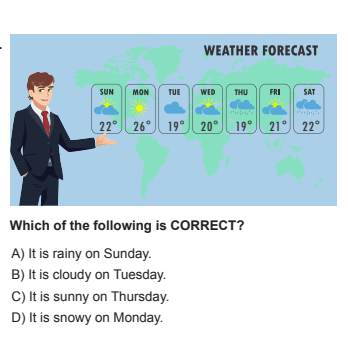 WEATHER FORECAST
SUN MON TUE WED THU FRI SAT
22° 26° 19° 20° 19° 21° 22°
Which of the following is CORRECT?
A) It is rainy on Sunday.
B) It is cloudy on Tuesday.
C) It is sunny on Thursday.
D) It is snowy on Monday.